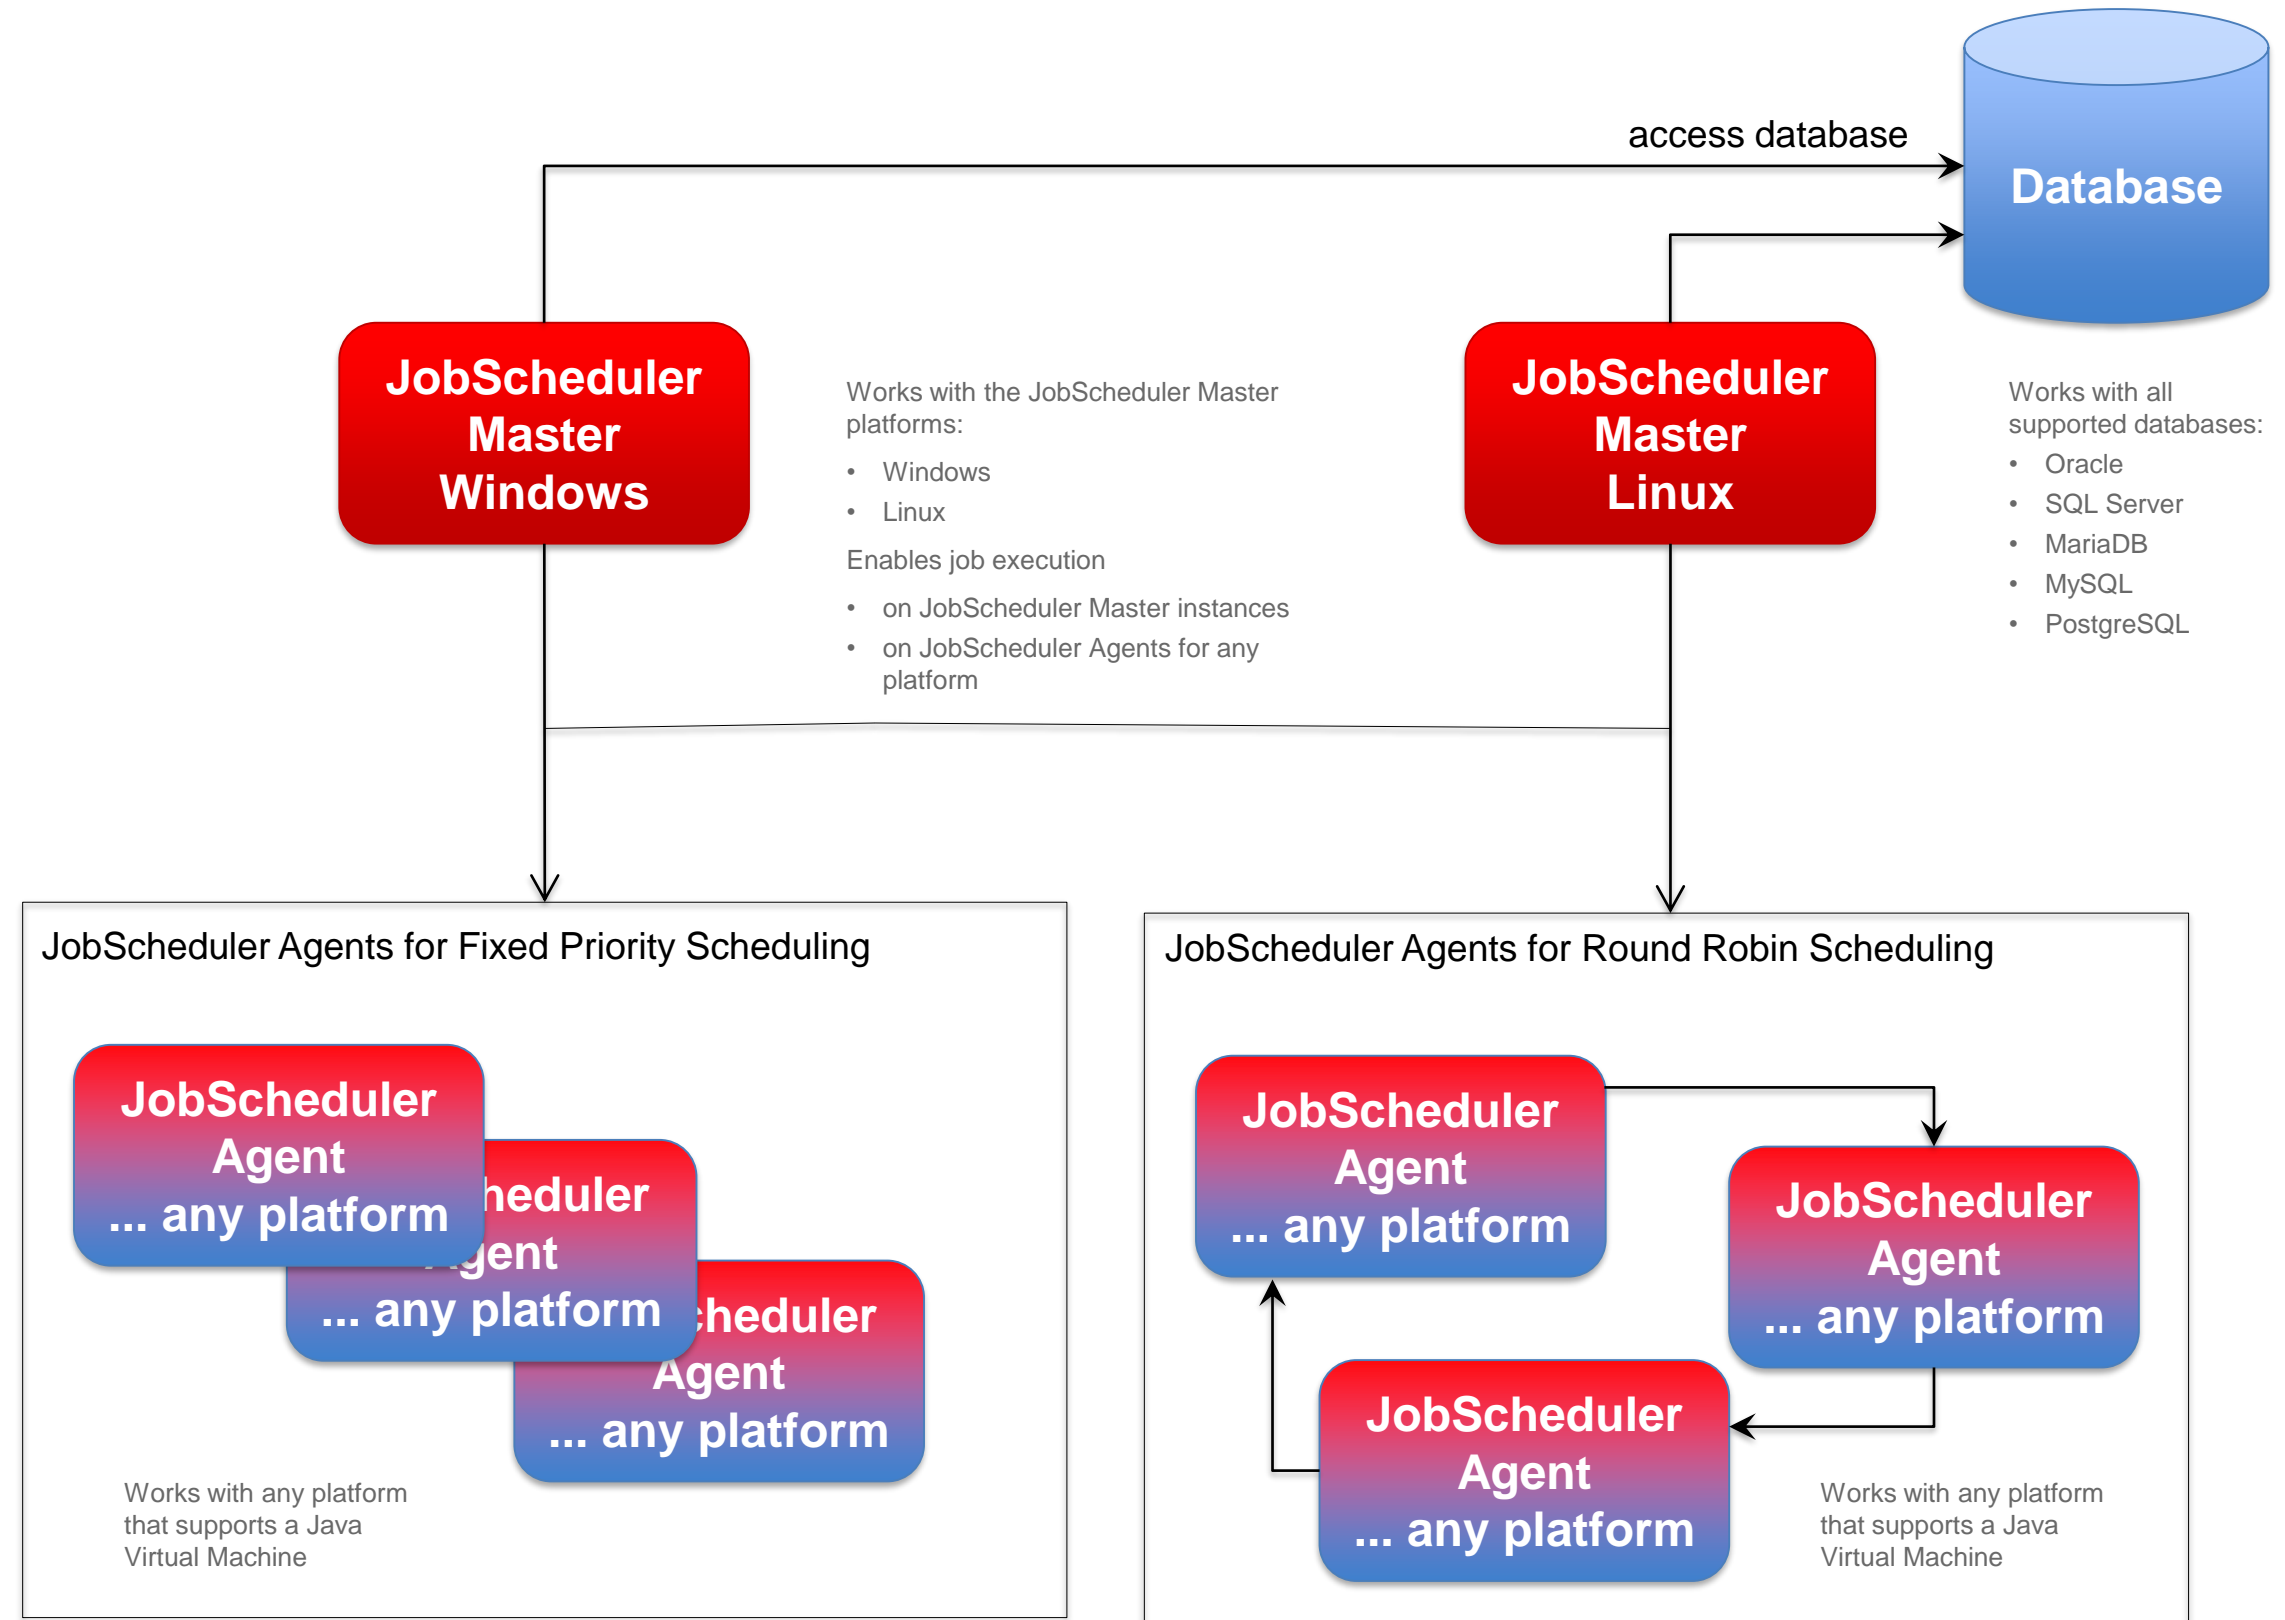 access database
Database
JobScheduler
Master
Windows
Works with the JobScheduler Master
platforms:
• Windows
• Linux
Enables job execution
• on JobScheduler Master instances
• on JobScheduler Agents for any
platform
JobScheduler
Master
Linux
Works with all
supported databases:
• Oracle
• SQL Server
• MariaDB
• MySQL
• PostgreSQL
JobScheduler Agents for Fixed Priority Scheduling
JobScheduler
Agent
... any platform
heduler
Agent
... any platform
cheduler
Agent
... any platform
Works with any platform
that supports a Java
Virtual Machine
JobScheduler Agents for Round Robin Scheduling
JobScheduler
Agent
... any platform
JobScheduler
Agent
... any platform
JobScheduler
Agent
... any platform
Works with any platform
that supports a Java
Virtual Machine